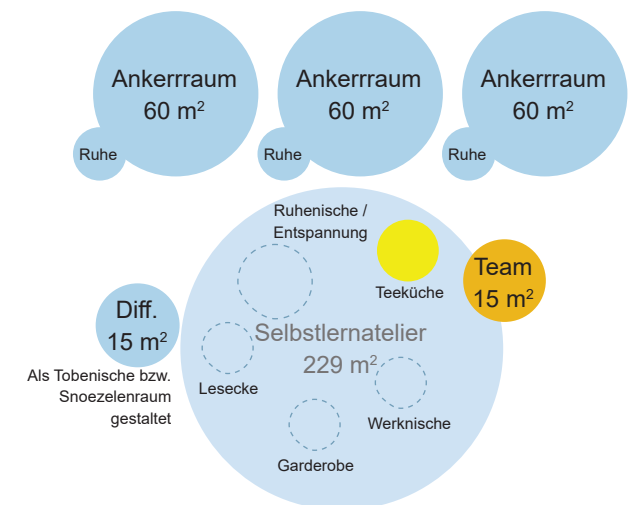 Ankerrraum
60 m²
Ankerrraum
60 m²
Ankerrraum
60 m²
Ruhe
Ruhe
Ruhe
Ruhenische /
Entspannung
Teeküche
Team
15 m²
Diff.
15 m²
Als Tobenische bzw.
Snoezelenraum
gestaltet
Selbstlernatelier
229 m²
Lesecke
Werknische
Garderobe